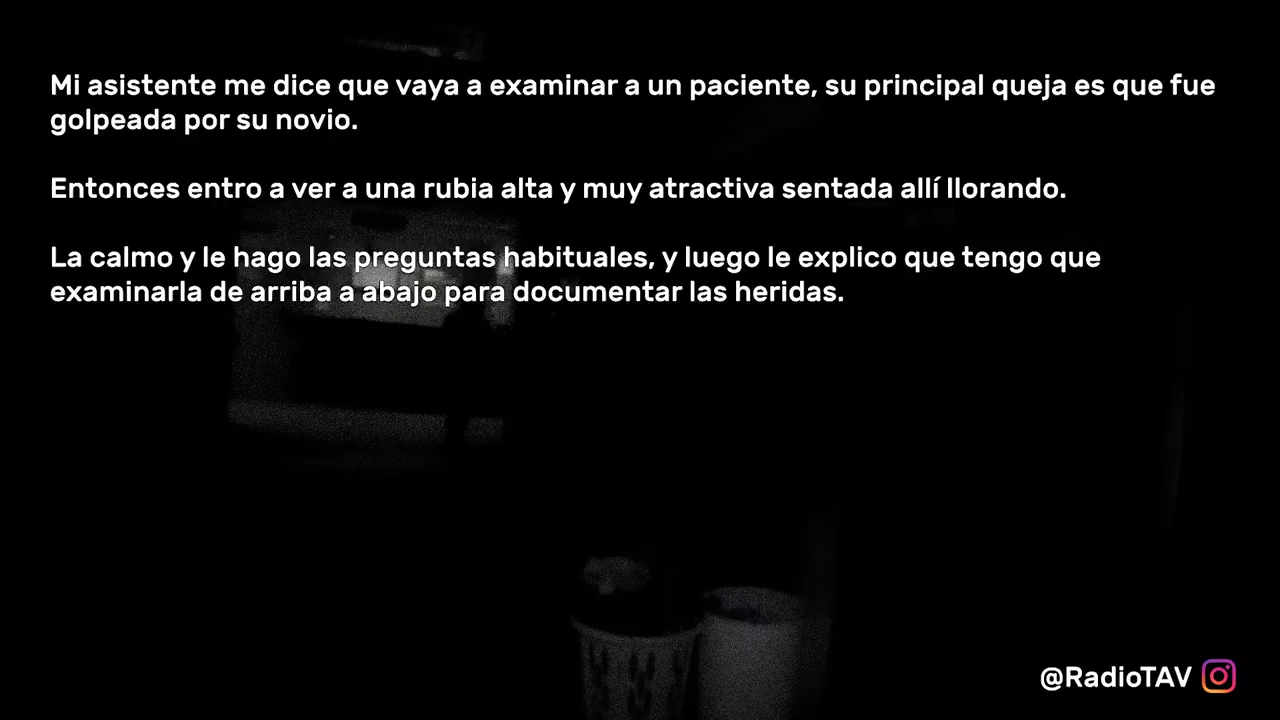 Mi asistente me dice que vaya a examinar a un paciente, su principal queja es que fue
golpeada por su novio.
Entonces entro a ver a una rubia alta y muy atractiva sentada allí llorando.
La calmo y le hago las preguntas habituales, y luego le explico que tengo que
examinarla de arriba a abajo para documentar las heridas.
@RadioTAV